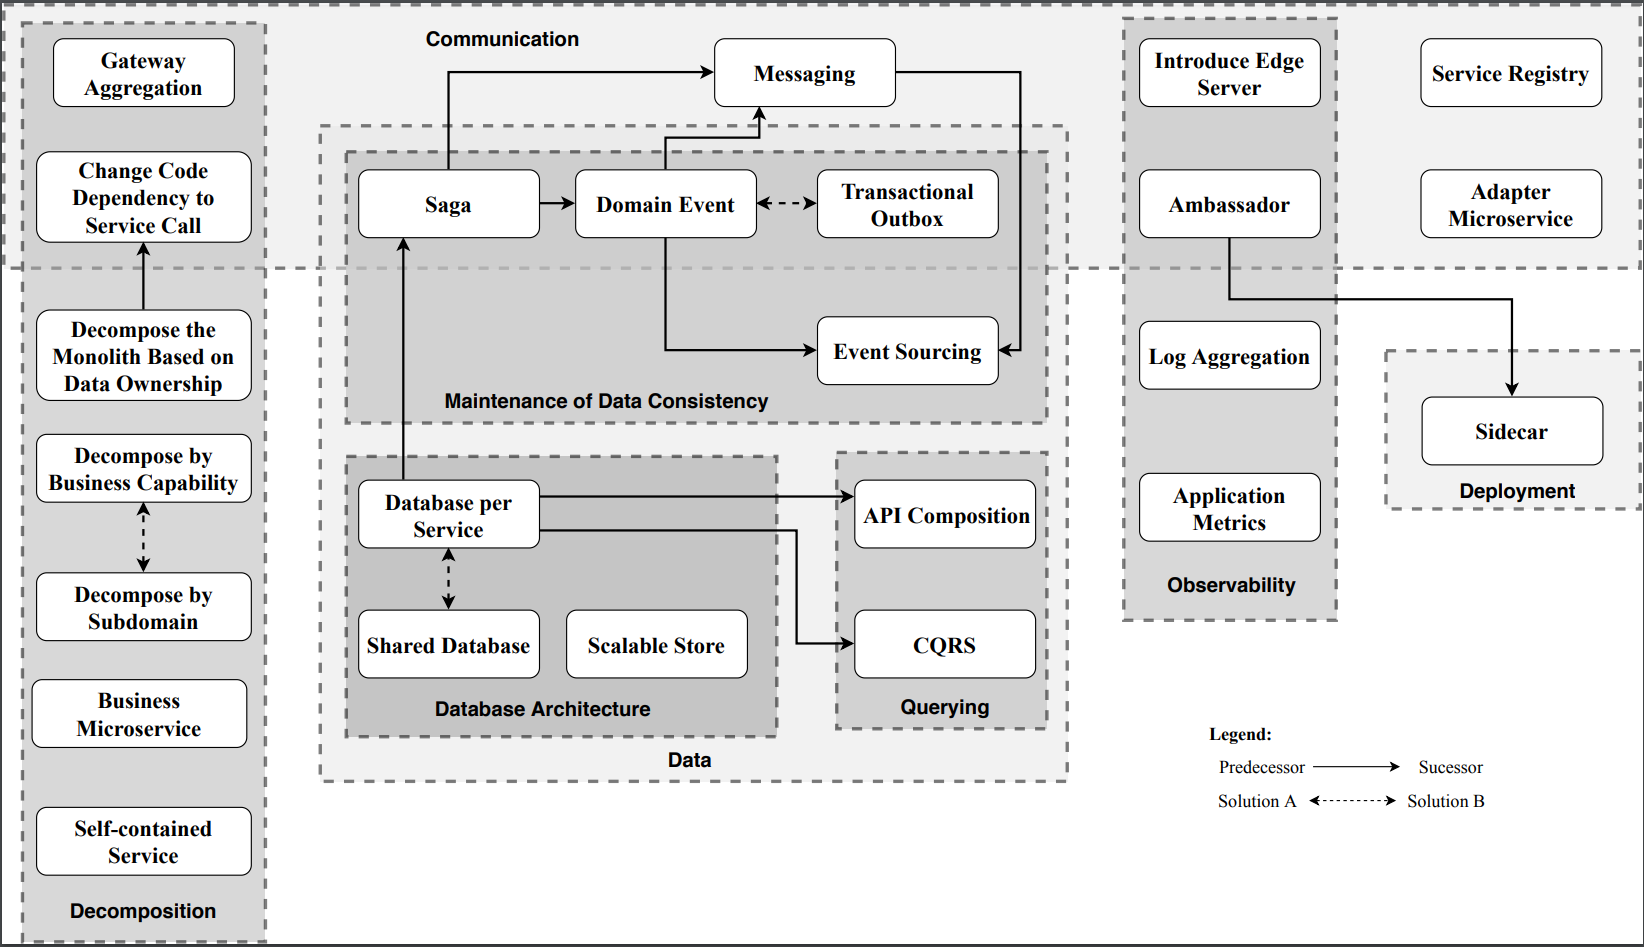 Gateway
Aggregation
Change Code
Dependency to
Service Call
Decompose the
Monolith Based on
Data Ownership
Decompose by
Business Capability
Decompose by
Subdomain
Business
Microservice
Self-contained
Service
Decomposition
Communication
Messaging
Saga
Domain Event
Transactional
Outbox
Event Sourcing
Maintenance of Data Consistency
Database per
Service
Shared Database
Scalable Store
Database Architecture
API Composition
CQRS
Querying
Data
Introduce Edge
Server
Ambassador
Log Aggregation
Application
Metrics
Observability
Service Registry
Adapter
Microservice
Sidecar
Deployment
Legend:
Predecessor Sucessor
Solution A Solution B